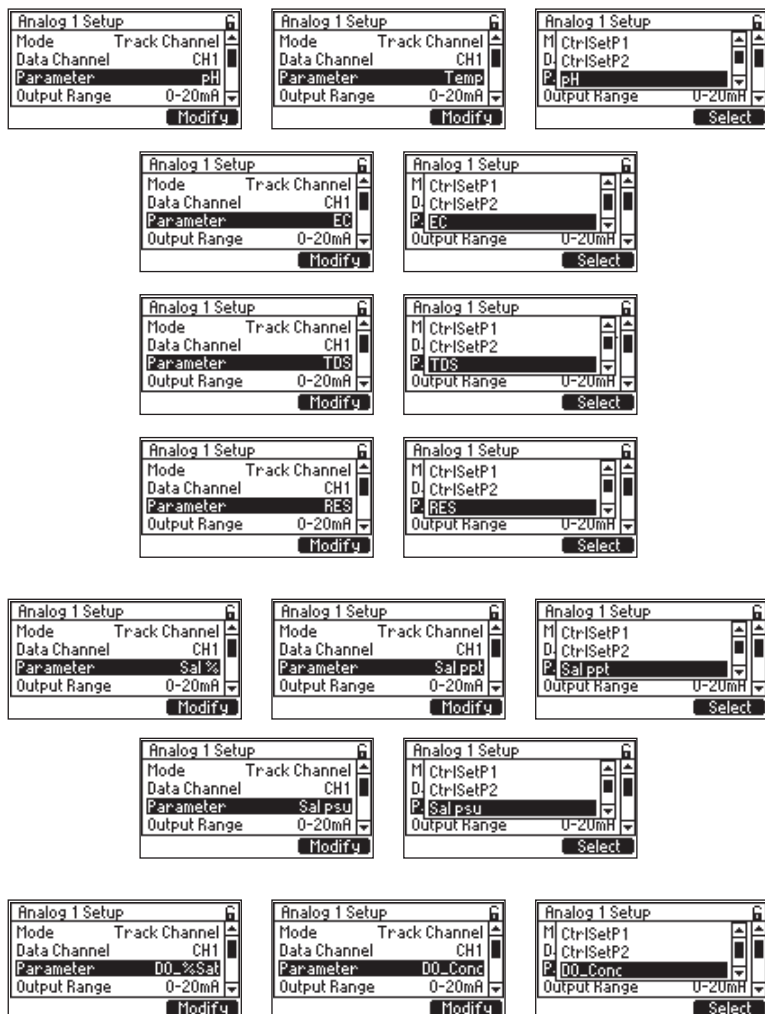 Analog 1 Setup
Mode Track Channel
Data Channel CH1
Parameter pH
Output Range 0-20mA
Modify
Analog 1 Setup
Mode Track Channel
Data Channel CH1
Parameter Temp
Output Range 0-20mA
Modify
Analog 1 Setup
M CtrlSetP1
D. CtrlSetP2
P. pH
Output Range 0-20mA
Select
Analog 1 Setup
Mode Track Channel
Data Channel CH1
Parameter EC
Output Range 0-20mA
Modify
Analog 1 Setup
M CtrlSetP1
D. CtrlSetP2
P. EC
Output Range 0-20mA
Select
Analog 1 Setup
Mode Track Channel
Data Channel CH1
Parameter TDS
Output Range 0-20mA
Modify
Analog 1 Setup
M CtrlSetP1
D. CtrlSetP2
P. TDS
Output Range 0-20mA
Select
Analog 1 Setup
Mode Track Channel
Data Channel CH1
Parameter RES
Output Range 0-20mA
Modify
Analog 1 Setup
M CtrlSetP1
D. CtrlSetP2
P. RES
Output Range 0-20mA
Select
Analog 1 Setup
Mode Track Channel
Data Channel CH1
Parameter Sal %
Output Range 0-20mA
Modify
Analog 1 Setup
Mode Track Channel
Data Channel CH1
Parameter Sal ppt
Output Range 0-20mA
Modify
Analog 1 Setup
M CtrlSetP1
D. CtrlSetP2
P. Sal ppt
Output Range 0-20mA
Select
Analog 1 Setup
Mode Track Channel
Data Channel CH1
Parameter Sal psu
Output Range 0-20mA
Modify
Analog 1 Setup
M CtrlSetP1
D. CtrlSetP2
P. Sal psu
Output Range 0-20mA
Select
Analog 1 Setup
Mode Track Channel
Data Channel CH1
Parameter DO_%Sat
Output Range 0-20mA
Modify
Analog 1 Setup
Mode Track Channel
Data Channel CH1
Parameter DO_Conc
Output Range 0-20mA
Modify
Analog 1 Setup
M CtrlSetP1
D. CtrlSetP2
P. DO_Conc
Output Range 0-20mA
Select